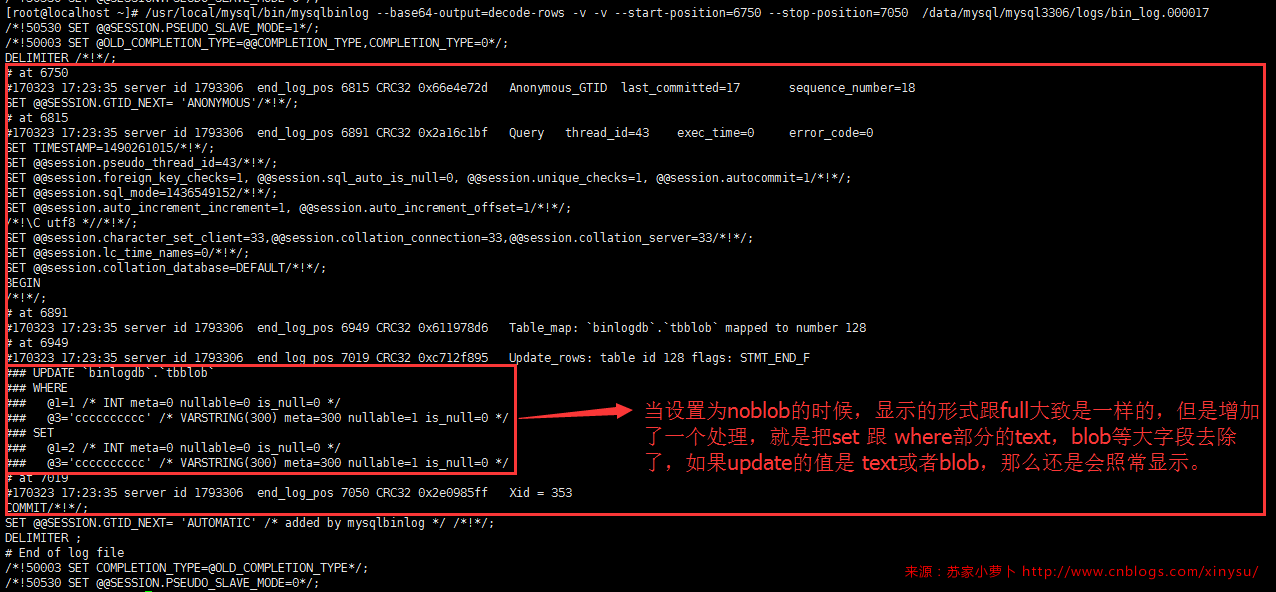 /*!50530 SET @@SESSION.PSEUDO_SLAVE_MODE=0*/;
[root@localhost ~]# /usr/local/mysql/bin/mysqlbinlog --base64-output=decode-rows -v -v --start-position=6750 --stop-position=7050  /data/mysql/mysql3306/logs/bin_log.000017
/*!50530 SET @@SESSION.PSEUDO_SLAVE_MODE=1*/;
/*!50003 SET @OLD_COMPLETION_TYPE=@@COMPLETION_TYPE,COMPLETION_TYPE=0*/;
DELIMITER /*!*/;
# at 6750
#170323 17:23:35 server id 1793306  end_log_pos 6815 CRC32 0x66e4e72d   Anonymous_GTID  last_committed=17       sequence_number=18
SET @@SESSION.GTID_NEXT= 'ANONYMOUS'/*!*/;
# at 6815
#170323 17:23:35 server id 1793306  end_log_pos 6891 CRC32 0x2a16c1bf   Query   thread_id=43    exec_time=0     error_code=0
SET TIMESTAMP=1490261015/*!*/;
SET @@session.pseudo_thread_id=43/*!*/;
SET @@session.foreign_key_checks=1, @@session.sql_auto_is_null=0, @@session.unique_checks=1, @@session.autocommit=1/*!*/;
SET @@session.sql_mode=1436549152/*!*/;
SET @@session.auto_increment_increment=1, @@session.auto_increment_offset=1/*!*/;
/*!\C utf8 *//*!*/;
SET @@session.character_set_client=33,@@session.collation_connection=33,@@session.collation_server=33/*!*/;
SET @@session.lc_time_names=0/*!*/;
SET @@session.collation_database=DEFAULT/*!*/;
BEGIN
/*!*/;
# at 6891
#170323 17:23:35 server id 1793306  end_log_pos 6949 CRC32 0x611978d6   Table_map: `binlogdb`.`tbblob` mapped to number 128
# at 6949
#170323 17:23:35 server id 1793306  end_log_pos 7019 CRC32 0xc712f895   Update_rows: table id 128 flags: STMT_END_F
### UPDATE `binlogdb`.`tbblob`
### WHERE
###   @1=1 /* INT meta=0 nullable=0 is_null=0 */
###   @3='cccccccccc' /* VARSTRING(300) meta=300 nullable=1 is_null=0 */
### SET
###   @1=2 /* INT meta=0 nullable=0 is_null=0 */
###   @3='cccccccccc' /* VARSTRING(300) meta=300 nullable=1 is_null=0 */
当设置为noblob的时候，显示的形式跟full大致是一样的，但是增加
了一个处理，就是把set 跟 where部分的text，blob等大字段去除
了，如果update的值是 text或者blob，那么还是会照常显示。
# at 7019
#170323 17:23:35 server id 1793306  end_log_pos 7050 CRC32 0x2e0985ff   Xid = 353
COMMIT/*!*/;
SET @@SESSION.GTID_NEXT= 'AUTOMATIC' /* added by mysqlbinlog */ /*!*/;
DELIMITER ;
# End of log file
/*!50003 SET COMPLETION_TYPE=@OLD_COMPLETION_TYPE*/;
/*!50530 SET @@SESSION.PSEUDO_SLAVE_MODE=0*/;
来源：苏家小萝卜 http://www.cnblogs.com/xinysu/